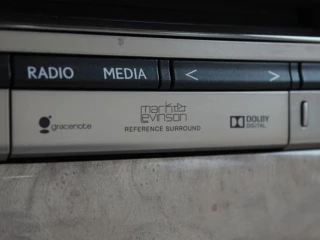 RADIO MEDIA < >
gracenote
mark
levinson
REFERENCE SURROUND
DOLBY
DIGITAL